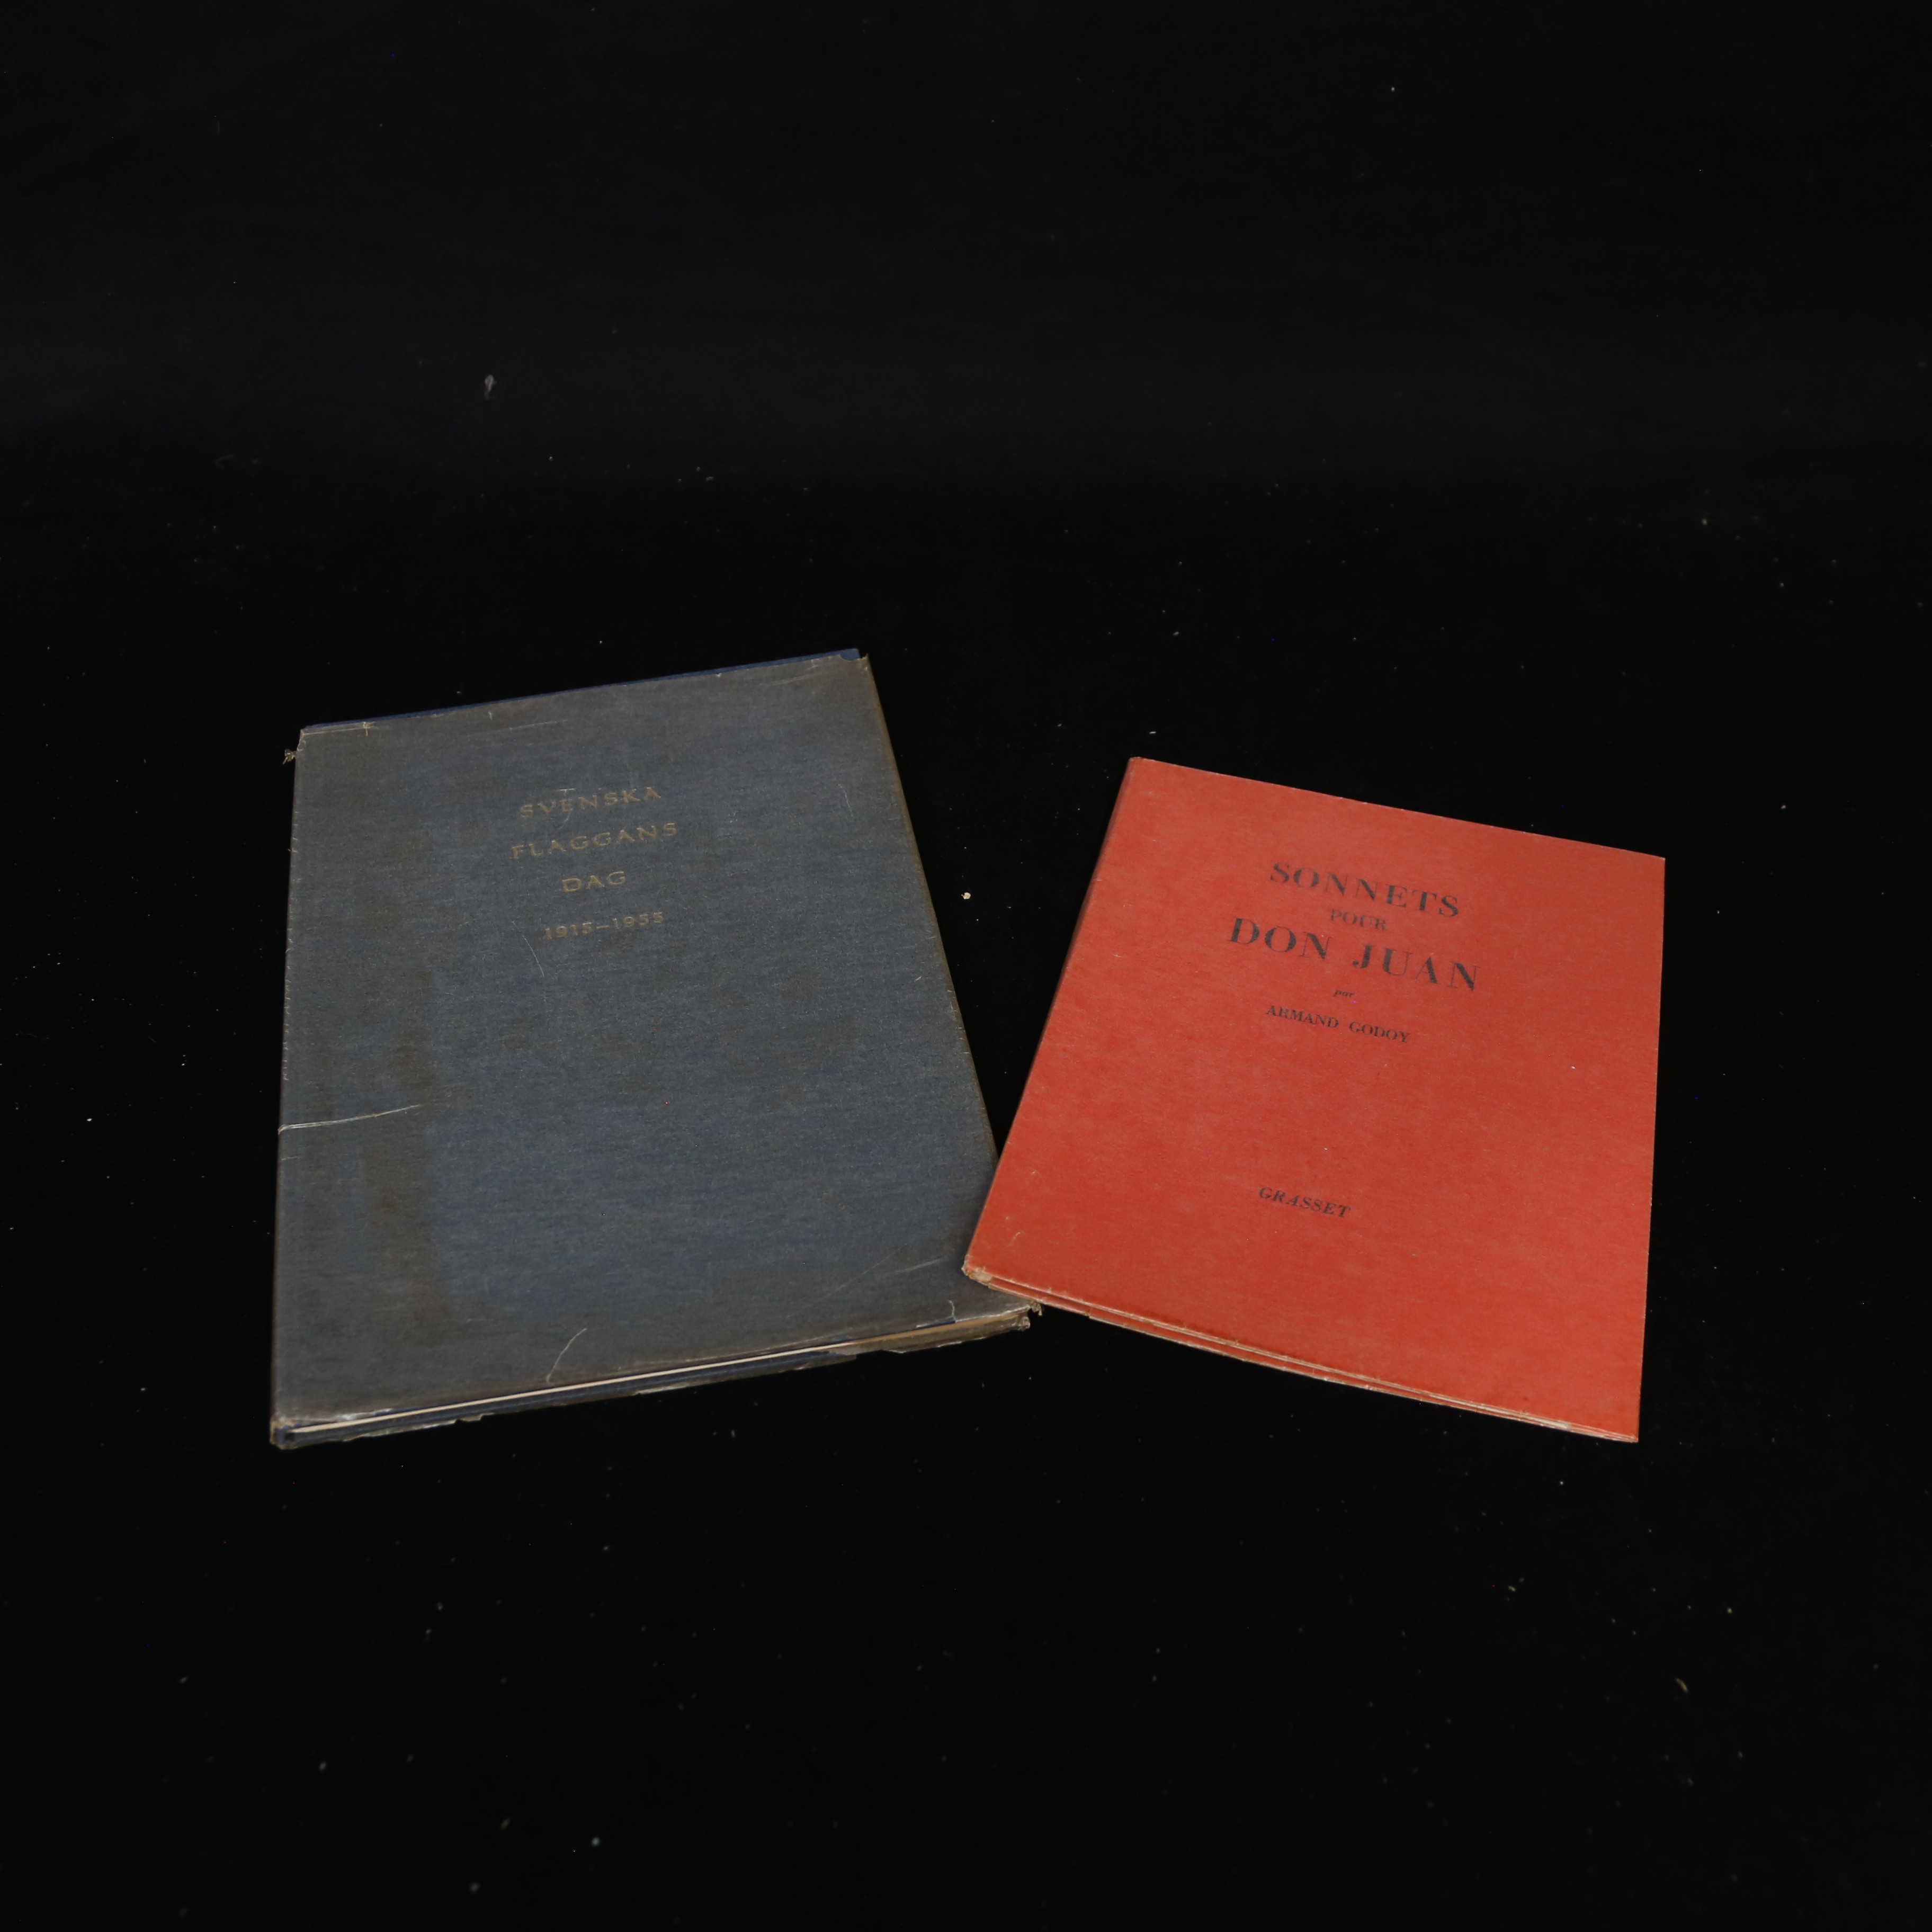 SVENSKA
FLAGGANS
DAG
1915–1955
SONNETS
POUR
DON JUAN
par
ARMAND GODOY
GRASSET